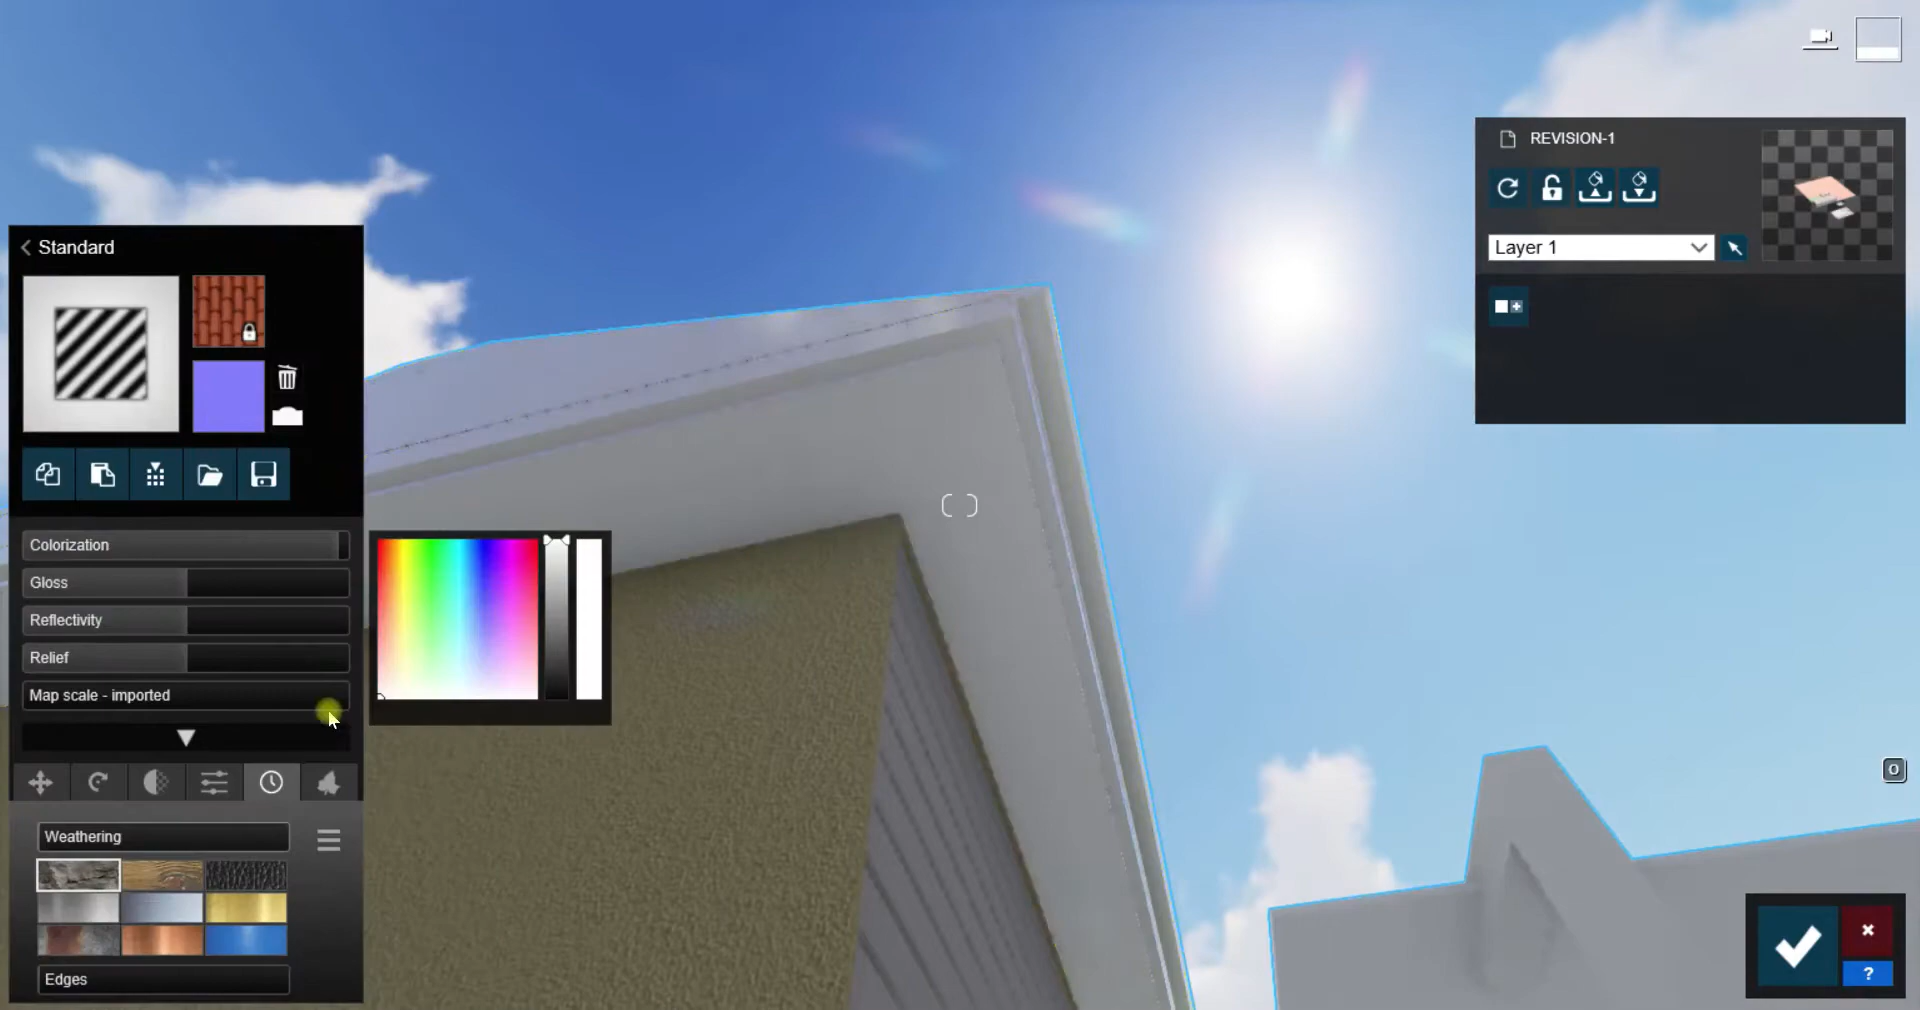 REVISION-1
Layer 1
Standard
Colorization
Gloss
Reflectivity
Relief
Map scale - imported
Weathering
Edges
O
?